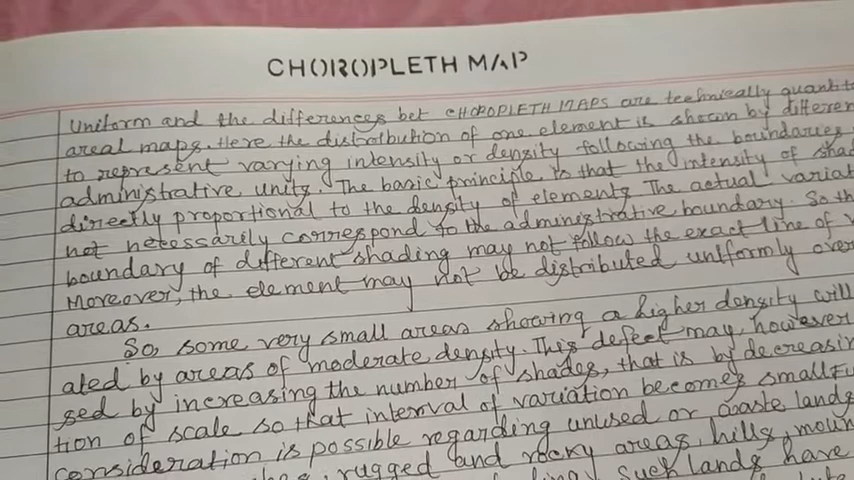 CHOROPLETH MAP
Uniform and the differences bet CHOROPLETH MAPS are technically quantit
areal maps. Here the distribution of one element is shown by differen
to represent varying intensity or density following the boundaries
administrative units. The basic principle is that the intensity of shad
directly proportional to the density of elements. The actual variat
not necessarily correspond to the administrative boundary. So th
boundary of different shading may not follow the exact line of v
Moreover, the element may not be distributed uniformly over
areas.
So, some very small areas showing a higher density will
ated by areas of moderate density. This defect may, however
sed by increasing the number of shades, that is by decreasin
tion of scale so that interval of variation becomes small. Fu
consideration is possible regarding unused or waste lands
rugged and rocky areas, hills, moun
Such lands have